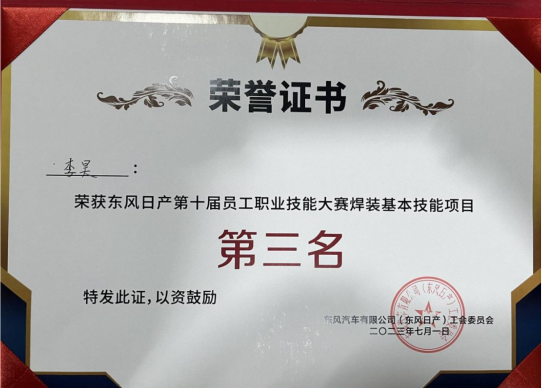 荣誉证书
李昊：
荣获东风日产第十届员工职业技能大赛焊装基本技能项目
第三名
特发此证，以资鼓励
东风汽车有限公司（东风日产）工会委员会
二〇二三年七月一日